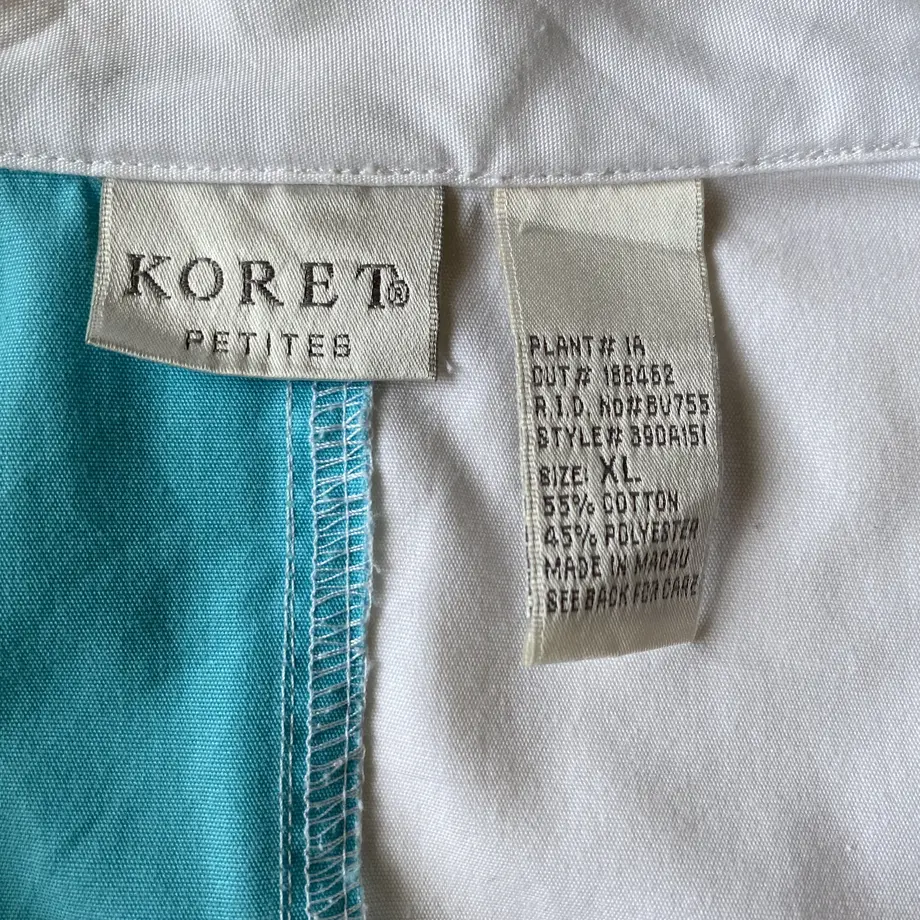 KORET®
PETITES
PLANT# 1A
CUT# 188462
R.I.D. NO#BU755
STYLE# 390A151
SIZE: XL
55% COTTON
45% POLYESTER
MADE IN MACAU
SEE BACK FOR CARE